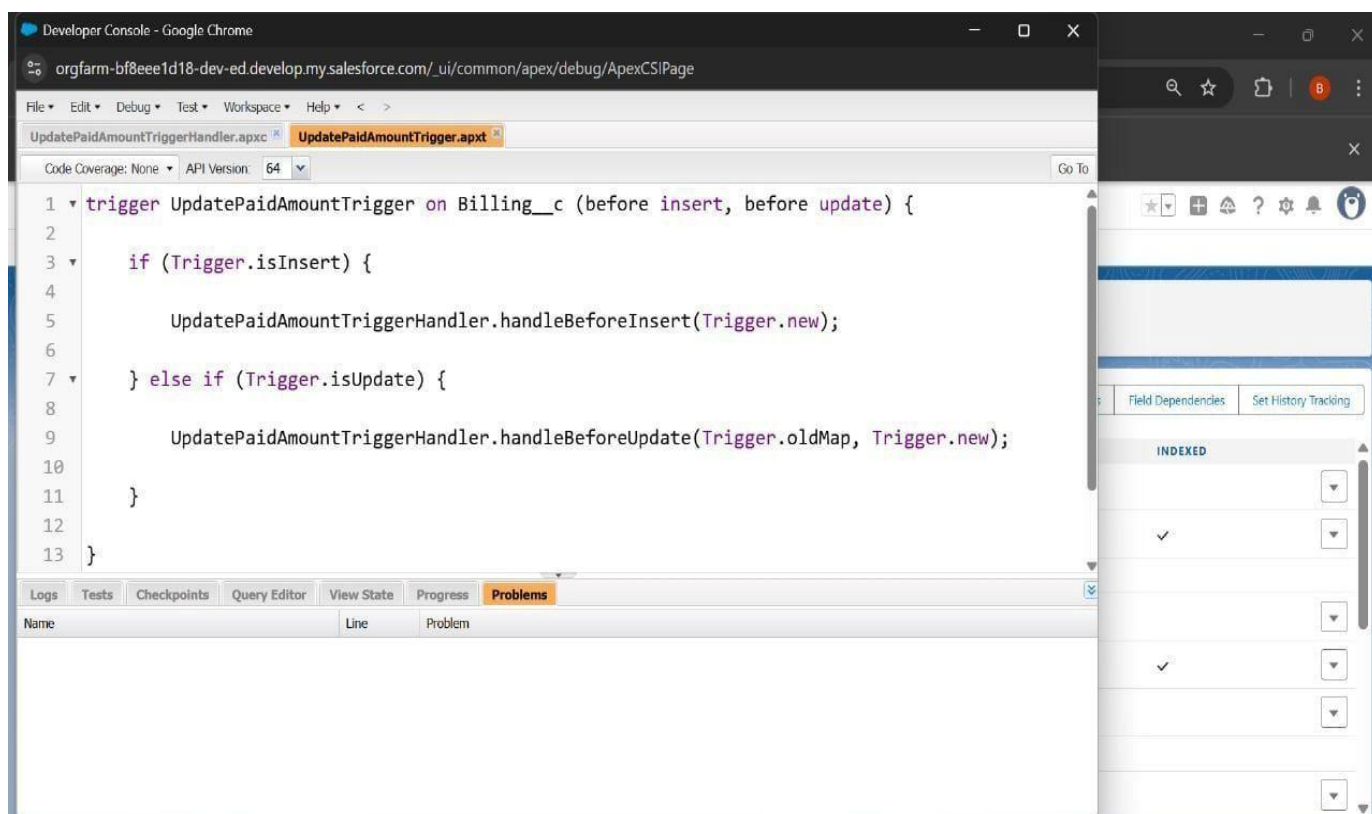 Developer Console - Google Chrome
orgfarm-bf8eee1d18-dev-ed.develop.my.salesforce.com/_ui/common/apex/debug/ApexCSIPage
B
File Edit Debug Test Workspace Help < >
UpdatePaidAmountTriggerHandler.apxc UpdatePaidAmountTrigger.apxt
Code Coverage: None API Version: 64 Go To
1 trigger UpdatePaidAmountTrigger on Billing__c (before insert, before update) {
2
3 if (Trigger.isInsert) {
4
5 UpdatePaidAmountTriggerHandler.handleBeforeInsert(Trigger.new);
6
7 } else if (Trigger.isUpdate) {
8
9 UpdatePaidAmountTriggerHandler.handleBeforeUpdate(Trigger.oldMap, Trigger.new);
10
11 }
12
13 }
Field Dependencies Set History Tracking
INDEXED
Logs Tests Checkpoints Query Editor View State Progress Problems
Name Line Problem